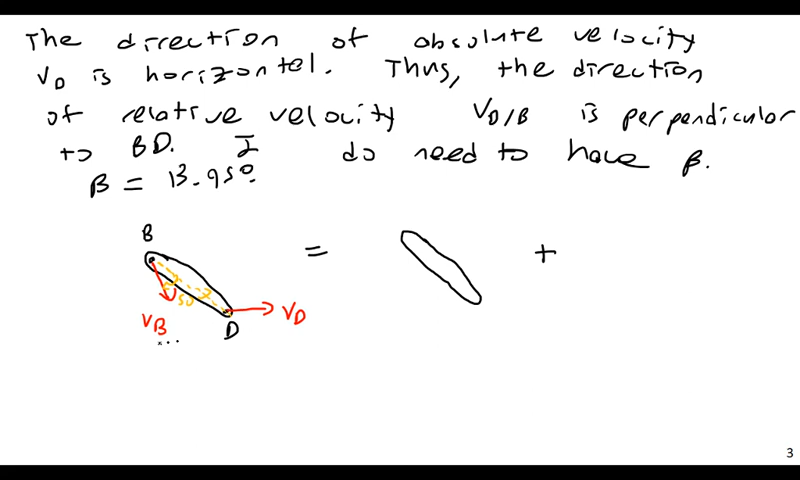 The direction of absolute velocity
VD is horizontal. Thus, the direction
of relative velocity VD/B is perpendicular
to BD. I do need to have β.
β = 13.95°
B = +
VB D VD
...
3